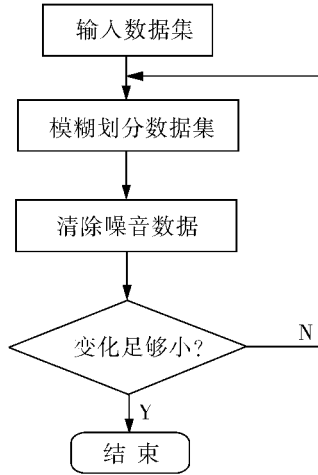 输入数据集
模糊划分数据集
清除噪音数据
变化足够小?
N
Y
结 束